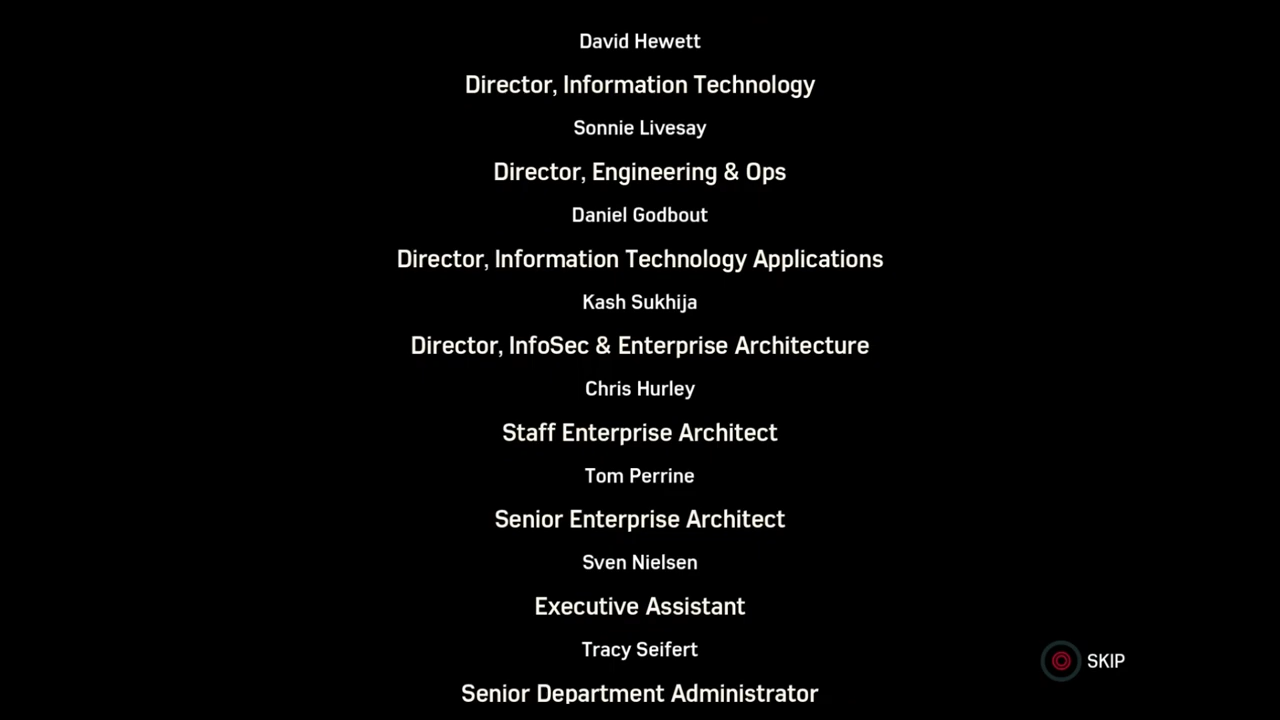 David Hewett
Director, Information Technology
Sonnie Livesay
Director, Engineering & Ops
Daniel Godbout
Director, Information Technology Applications
Kash Sukhija
Director, InfoSec & Enterprise Architecture
Chris Hurley
Staff Enterprise Architect
Tom Perrine
Senior Enterprise Architect
Sven Nielsen
Executive Assistant
Tracy Seifert
SKIP
Senior Department Administrator